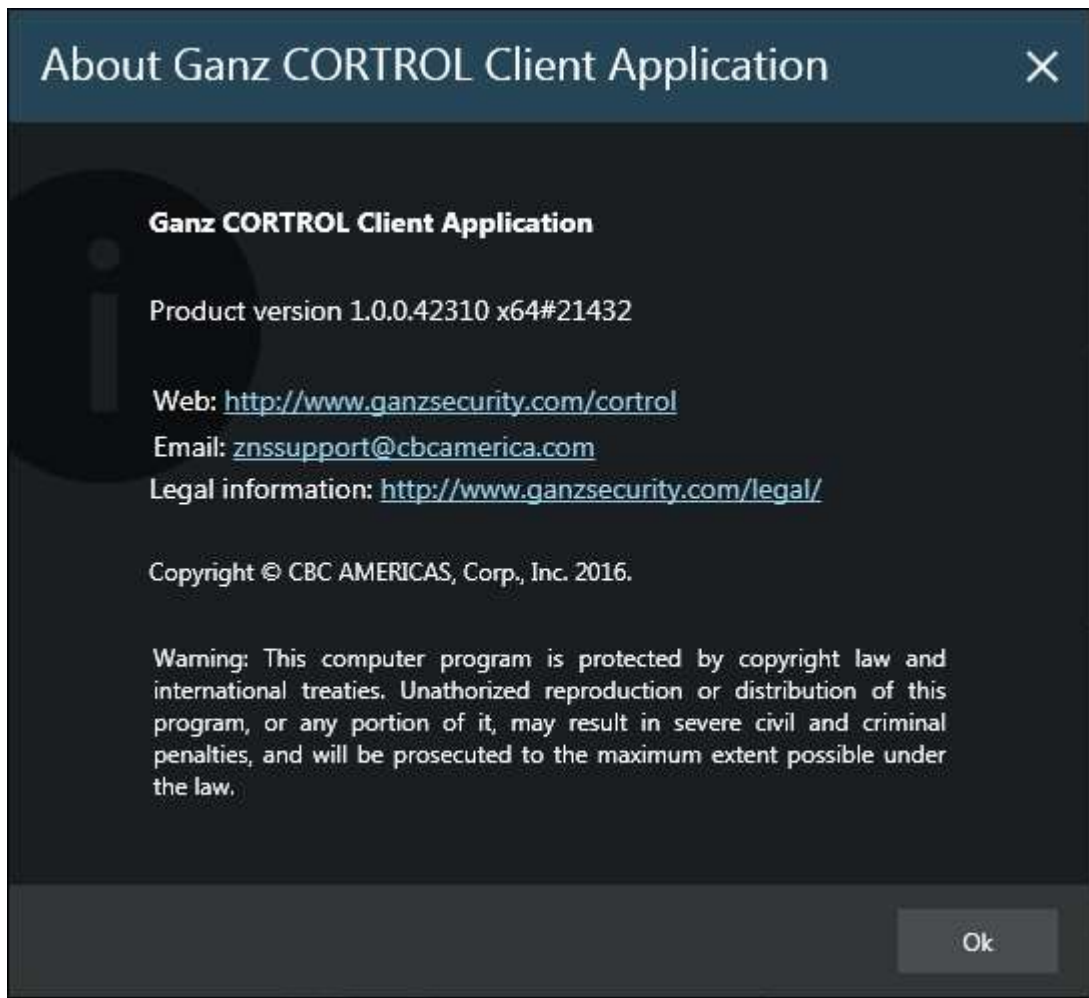 About Ganz CORTROL Client Application
Ganz CORTROL Client Application
Product version 1.0.0.42310 x64#21432
Web: http://www.ganzsecurity.com/cortrol
Email: znssupport@cbcamerica.com
Legal information: http://www.ganzsecurity.com/legal/
Copyright © CBC AMERICAS, Corp., Inc. 2016.
Warning: This computer program is protected by copyright law and
international treaties. Unathorized reproduction or distribution of this
program, or any portion of it, may result in severe civil and criminal
penalties, and will be prosecuted to the maximum extent possible under
the law.
Ok